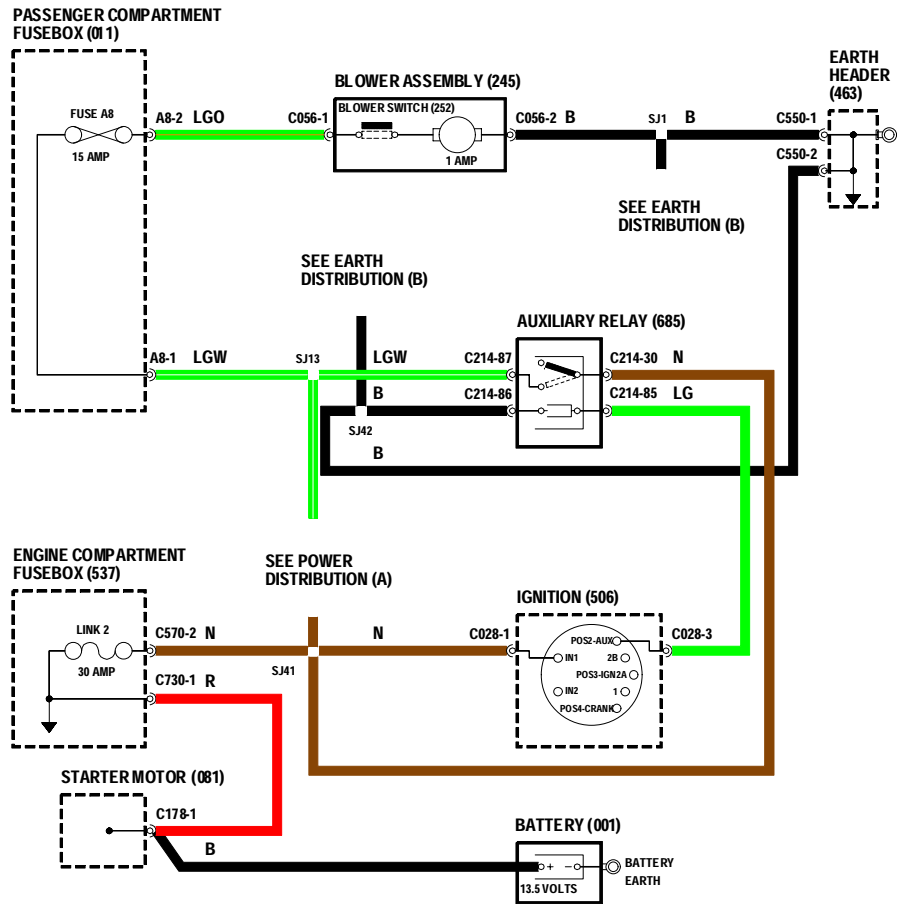 PASSENGER COMPARTMENT
FUSEBOX (011)
FUSE A8
15 AMP
A8-2 LGO
C056-1
BLOWER ASSEMBLY (245)
BLOWER SWITCH (252)
1 AMP
C056-2 B
SJ1
B
C550-1
C550-2
EARTH
HEADER
(463)
SEE EARTH
DISTRIBUTION (B)
SEE EARTH
DISTRIBUTION (B)
AUXILIARY RELAY (685)
A8-1 LGW
SJ13
LGW
C214-87
C214-30 N
B
C214-86
C214-85 LG
SJ42
B
ENGINE COMPARTMENT
FUSEBOX (537)
LINK 2
30 AMP
C570-2 N
C730-1 R
SEE POWER
DISTRIBUTION (A)
N
SJ41
IGNITION (506)
C028-1
C028-3
POS2-AUX
IN1
2B
POS3-IGN2A
IN2
1
POS4-CRANK
STARTER MOTOR (081)
C178-1
B
BATTERY (001)
+ -
13.5 VOLTS
BATTERY
EARTH